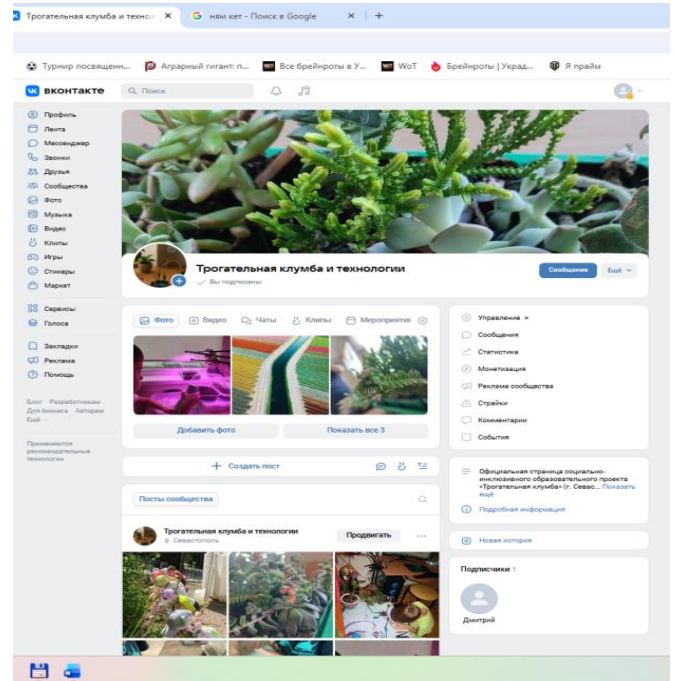 Трогательная клумба и технол
ням кет - Поиск в Google
Турнир посвященн...
Аграрный гигант: п...
Все брейнроты в У...
WoT
Брейнроты | Украд...
Я прайм
вконтакте
Поиск
Профиль
Лента
Мессенджер
Звонки
Друзья
Сообщества
Фото
Музыка
Видео
Клипы
Игры
Стикеры
Маркет
Сервисы
Голоса
Закладки
Реклама
Помощь
Блог Разработчикам
Для бизнеса Авторам
Ещё
Применяются
рекомендательные
технологии
Трогательная клумба и технологии
Вы подписаны
Сообщение
Ещё
Фото
Видео
Чаты
Клипы
Мероприятия
Добавить фото
Показать все 3
Создать пост
Посты сообщества
Трогательная клумба и технологии
Севастополь
Продвигать
Управление
Сообщения
Статистика
Монетизация
Реклама сообщества
Страйки
Комментарии
События
Официальная страница социально-
инклюзивного образовательного проекта
«Трогательная клумба» (г. Севас... Показать
ещё
Подробная информация
Новая история
Подписчики 1
Дмитрий